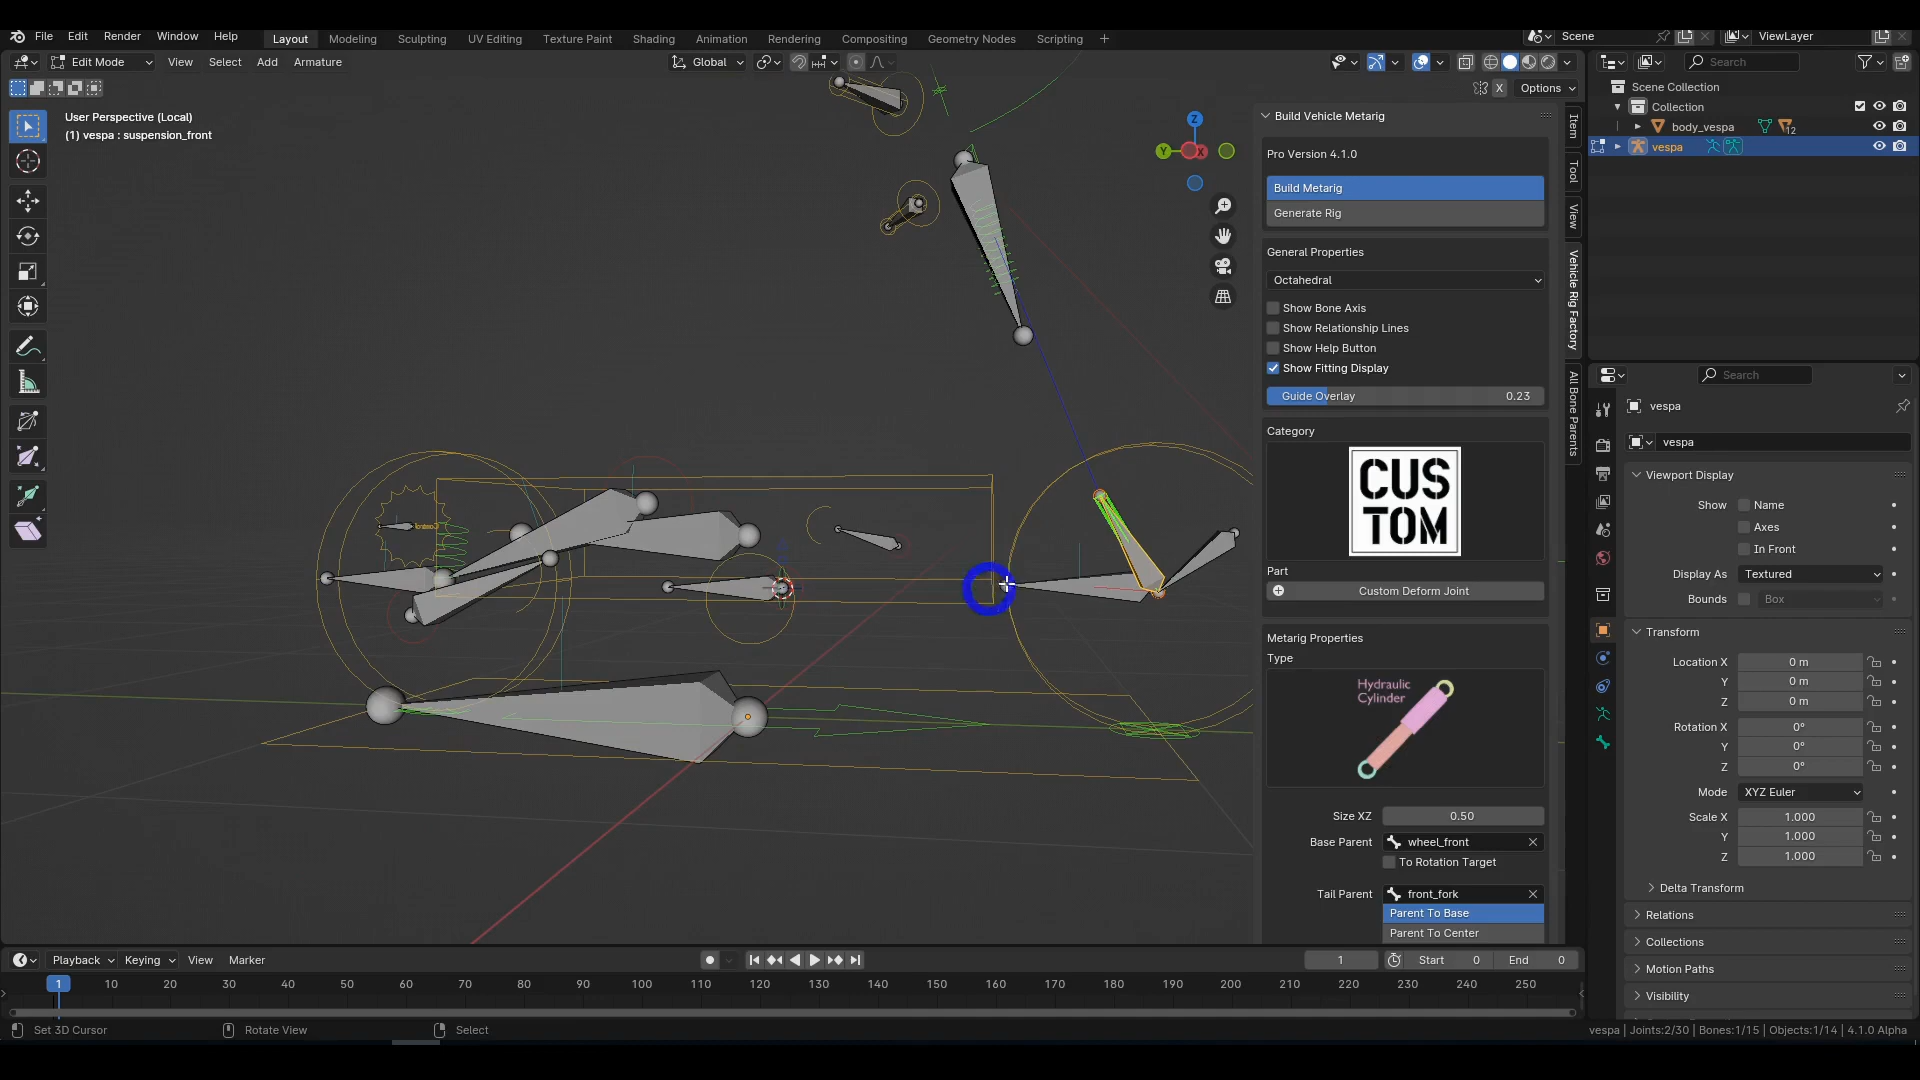 File Edit Render Window Help
Layout Modeling Sculpting UV Editing Texture Paint Shading Animation Rendering Compositing Geometry Nodes Scripting +
Scene ViewLayer
Edit Mode View Select Add Armature
Global
Search
X Options
User Perspective (Local)
(1) vespa : suspension_front
Z
Y X
Build Vehicle Metarig
Pro Version 4.1.0
Build Metarig
Generate Rig
General Properties
Octahedral
Show Bone Axis
Show Relationship Lines
Show Help Button
Show Fitting Display
Guide Overlay 0.23
Category
CUS
TOM
Part
Custom Deform Joint
Metarig Properties
Type
Hydraulic
Cylinder
Size XZ 0.50
Base Parent wheel_front
To Rotation Target
Tail Parent front_fork
Parent To Base
Parent To Center
Item
Tool
View
Vehicle Rig Factory
All Bone Parents
Scene Collection
Collection
body_vespa 12
vespa
Search
vespa
vespa
Viewport Display
Show Name
Axes
In Front
Display As Textured
Bounds Box
Transform
Location X 0 m
Y 0 m
Z 0 m
Rotation X 0°
Y 0°
Z 0°
Mode XYZ Euler
Scale X 1.000
Y 1.000
Z 1.000
Delta Transform
Relations
Collections
Motion Paths
Visibility
Playback Keying View Marker
1 Start 0 End 0
1 10 20 30 40 50 60 70 80 90 100 110 120 130 140 150 160 170 180 190 200 210 220 230 240 250
Set 3D Cursor Rotate View Select
vespa | Joints:2/30 | Bones:1/15 | Objects:1/14 | 4.1.0 Alpha